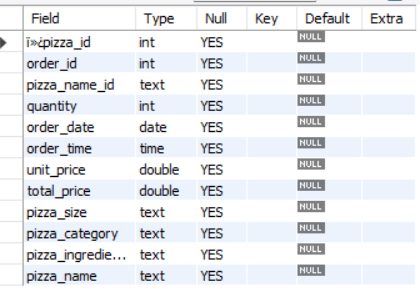 Field Type Null Key Default Extra
ï»¿pizza_id int YES NULL
order_id int YES NULL
pizza_name_id text YES NULL
quantity int YES NULL
order_date date YES NULL
order_time time YES NULL
unit_price double YES NULL
total_price double YES NULL
pizza_size text YES NULL
pizza_category text YES NULL
pizza_ingredie... text YES NULL
pizza_name text YES NULL